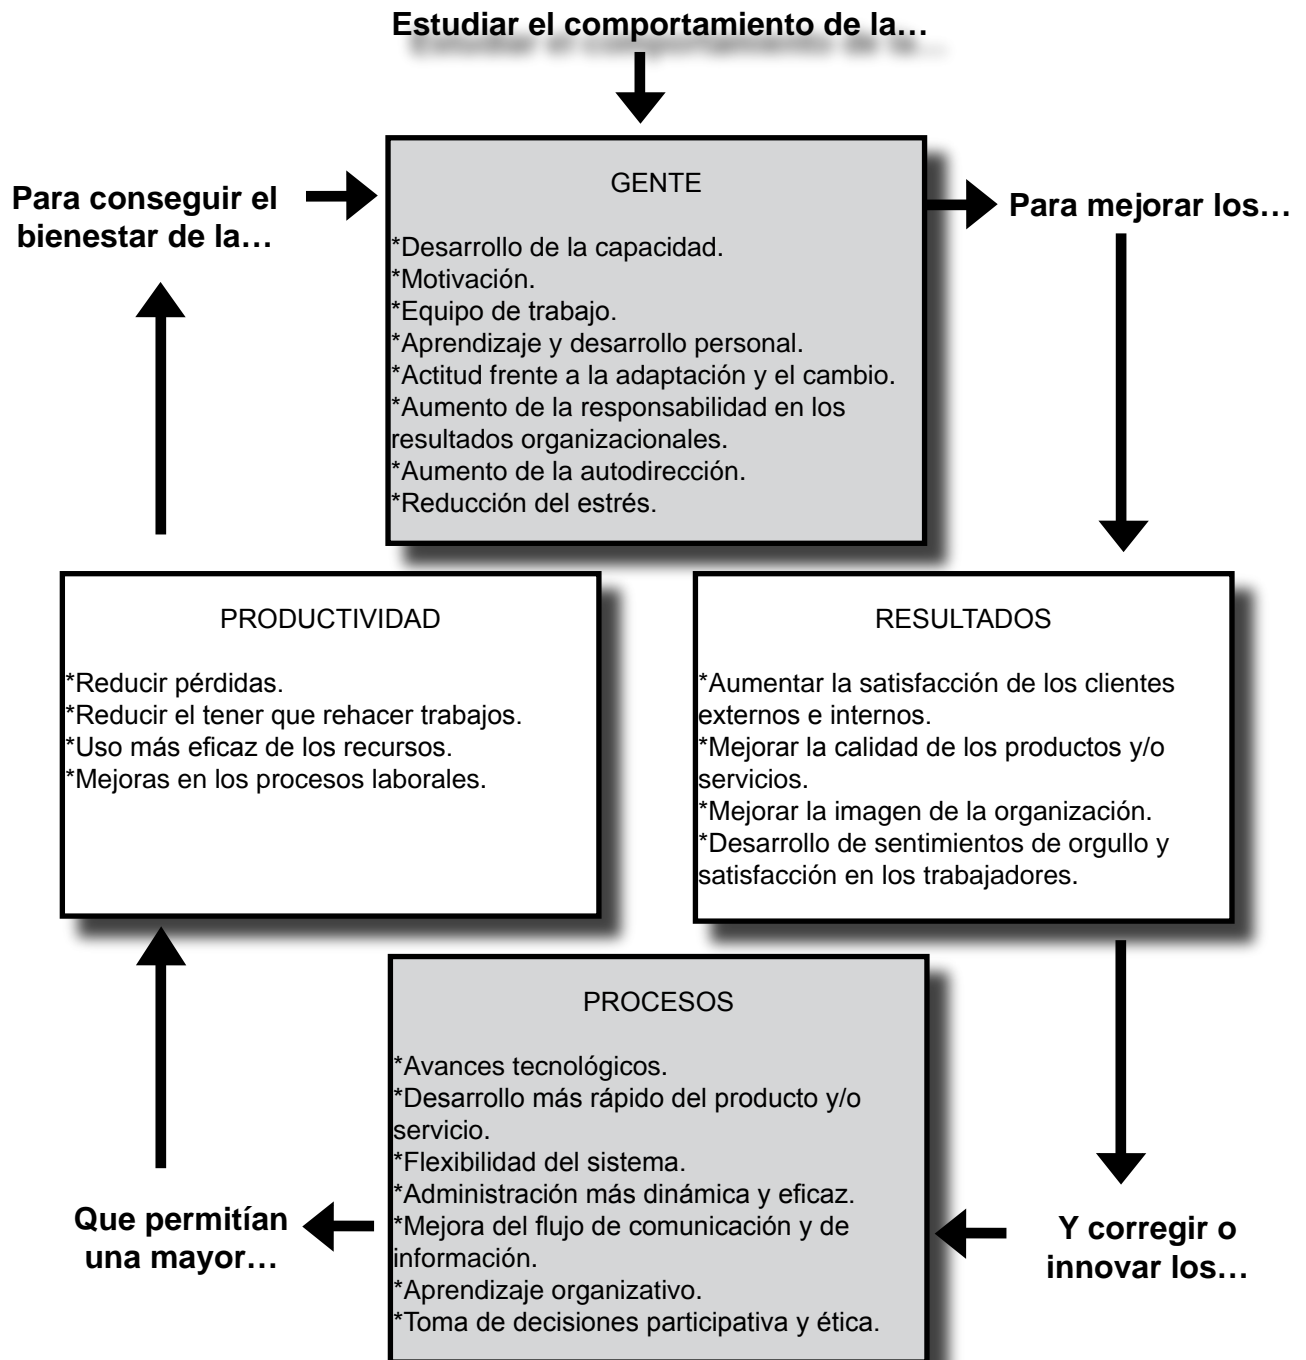 Estudiar el comportamiento de la…
GENTE
*Desarrollo de la capacidad.
*Motivación.
*Equipo de trabajo.
*Aprendizaje y desarrollo personal.
*Actitud frente a la adaptación y el cambio.
*Aumento de la responsabilidad en los
resultados organizacionales.
*Aumento de la autodirección.
*Reducción del estrés.
Para mejorar los…
RESULTADOS
*Aumentar la satisfacción de los clientes
externos e internos.
*Mejorar la calidad de los productos y/o
servicios.
*Mejorar la imagen de la organización.
*Desarrollo de sentimientos de orgullo y
satisfacción en los trabajadores.
Y corregir o
innovar los…
PROCESOS
*Avances tecnológicos.
*Desarrollo más rápido del producto y/o
servicio.
*Flexibilidad del sistema.
*Administración más dinámica y eficaz.
*Mejora del flujo de comunicación y de
información.
*Aprendizaje organizativo.
*Toma de decisiones participativa y ética.
Que permitían
una mayor…
PRODUCTIVIDAD
*Reducir pérdidas.
*Reducir el tener que rehacer trabajos.
*Uso más eficaz de los recursos.
*Mejoras en los procesos laborales.
Para conseguir el
bienestar de la…